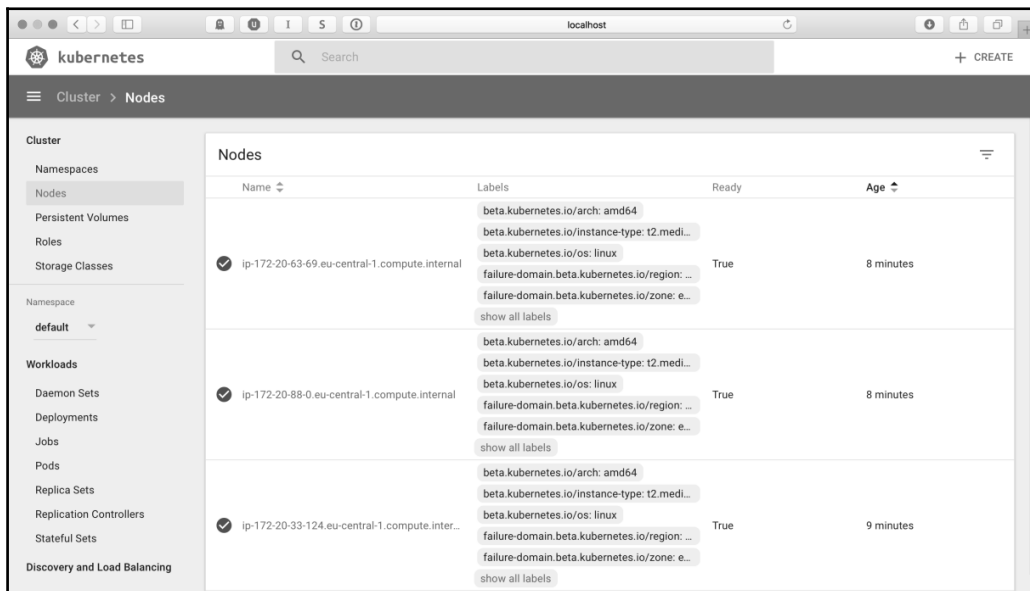 I S localhost
kubernetes Search + CREATE
Cluster > Nodes
Cluster
Namespaces
Nodes
Persistent Volumes
Roles
Storage Classes
Namespace
default
Workloads
Daemon Sets
Deployments
Jobs
Pods
Replica Sets
Replication Controllers
Stateful Sets
Discovery and Load Balancing
Nodes
Name Labels Ready Age
beta.kubernetes.io/arch: amd64
beta.kubernetes.io/instance-type: t2.medi...
beta.kubernetes.io/os: linux
ip-172-20-63-69.eu-central-1.compute.internal True 8 minutes
failure-domain.beta.kubernetes.io/region: ...
failure-domain.beta.kubernetes.io/zone: e...
show all labels
beta.kubernetes.io/arch: amd64
beta.kubernetes.io/instance-type: t2.medi...
beta.kubernetes.io/os: linux
ip-172-20-88-0.eu-central-1.compute.internal True 8 minutes
failure-domain.beta.kubernetes.io/region: ...
failure-domain.beta.kubernetes.io/zone: e...
show all labels
beta.kubernetes.io/arch: amd64
beta.kubernetes.io/instance-type: t2.medi...
beta.kubernetes.io/os: linux
ip-172-20-33-124.eu-central-1.compute.inter... True 9 minutes
failure-domain.beta.kubernetes.io/region: ...
failure-domain.beta.kubernetes.io/zone: e...
show all labels